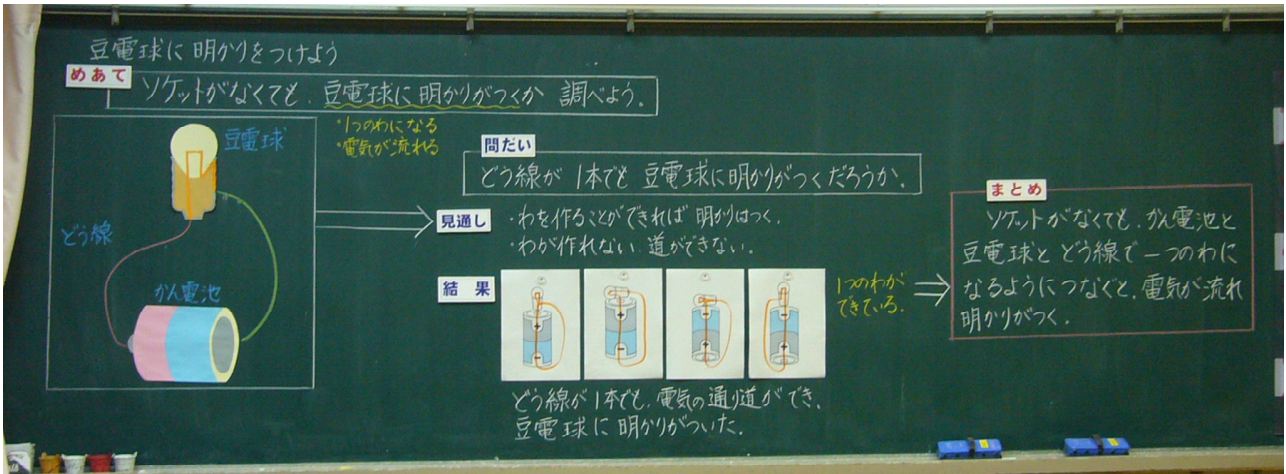 豆電球に明かりをつけよう
めあて
ソケットがなくても、豆電球に明かりがつくか 調べよう。
・1つのわになる
・電気が流れる
豆電球
どう線
かん電池
問だい
どう線が1本でも 豆電球に明かりがつくだろうか。
見通し
・わを作ることができれば 明かりはつく。
・わが作れない、道ができない。
結果
+
-
+
-
-
+
-
+
1つのわが
できている。
どう線が1本でも、電気の通り道ができ、
豆電球に明かりがついた。
まとめ
ソケットがなくても、かん電池と
豆電球とどう線で一つのわに
なるようにつなぐと、電気が流れ
明かりがつく。